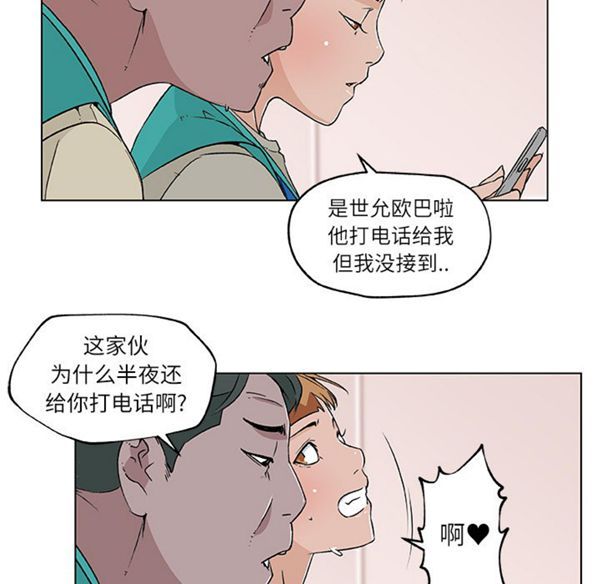 是世允欧巴啦
他打电话给我
但我没接到..
这家伙
为什么半夜还
给你打电话啊?
啊♥